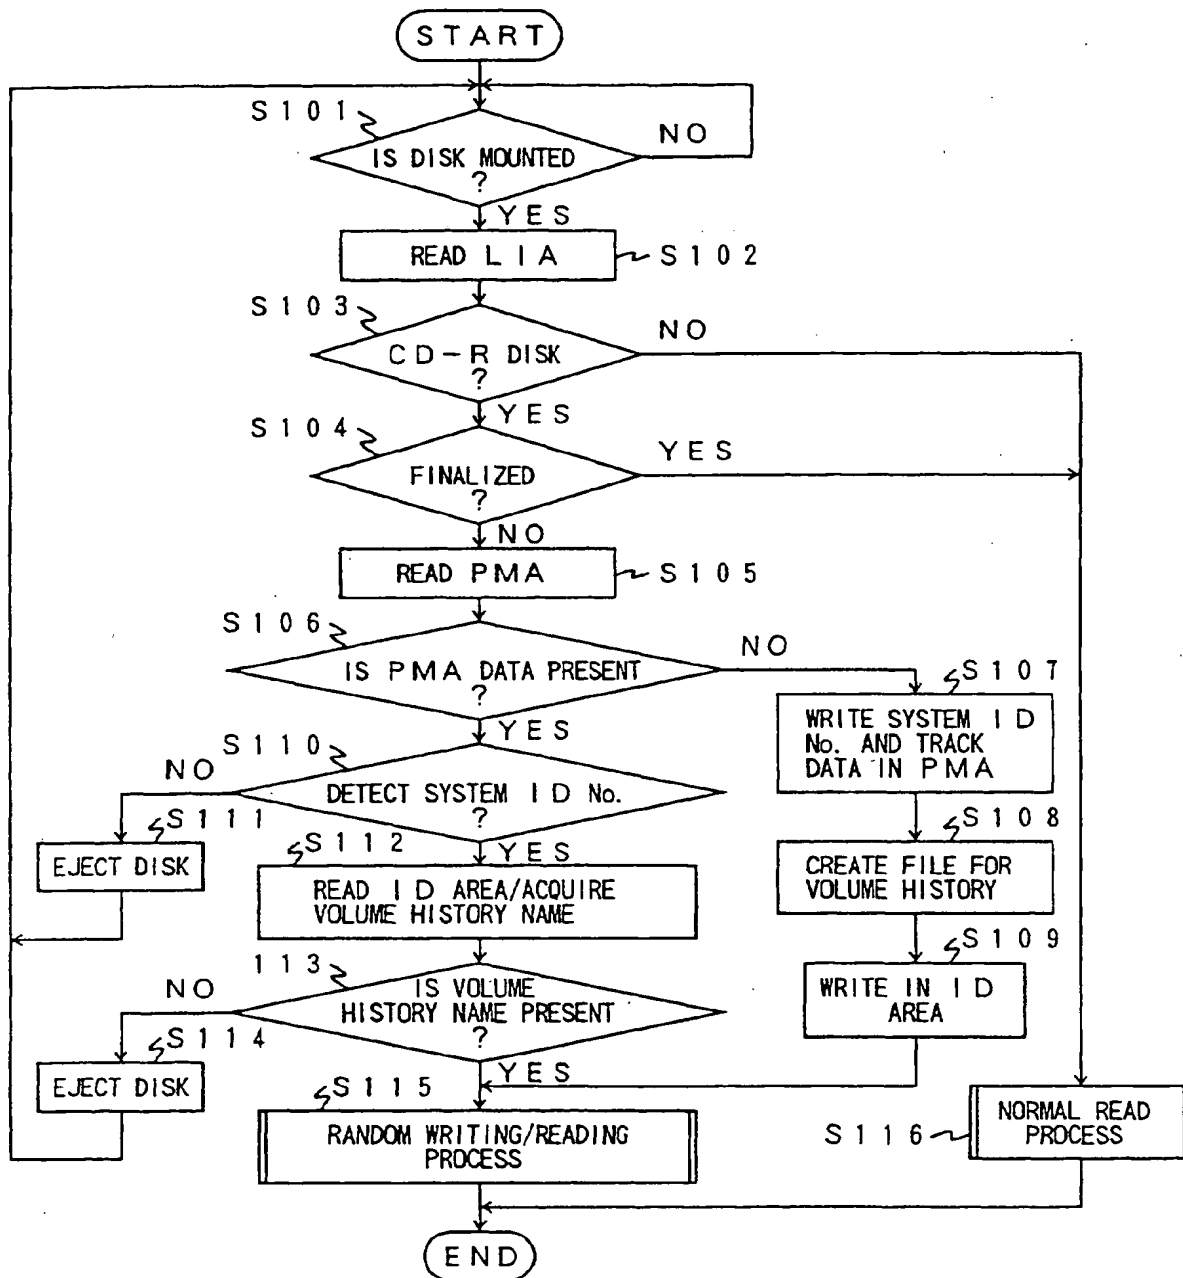 START
S101
IS DISK MOUNTED
?
NO
YES
READ LIA
S102
S103
CD-R DISK
?
NO
YES
S104
FINALIZED
?
YES
NO
READ PMA
S105
S106
IS PMA DATA PRESENT
?
NO
YES
S107
WRITE SYSTEM ID
No. AND TRACK
DATA IN PMA
S110
NO
DETECT SYSTEM ID No.
?
YES
S111
EJECT DISK
S108
CREATE FILE FOR
VOLUME HISTORY
S112
READ ID AREA/ACQUIRE
VOLUME HISTORY NAME
S109
WRITE IN ID
AREA
113
NO
IS VOLUME
HISTORY NAME PRESENT
?
YES
S114
EJECT DISK
S115
RANDOM WRITING/READING
PROCESS
S116
NORMAL READ
PROCESS
END